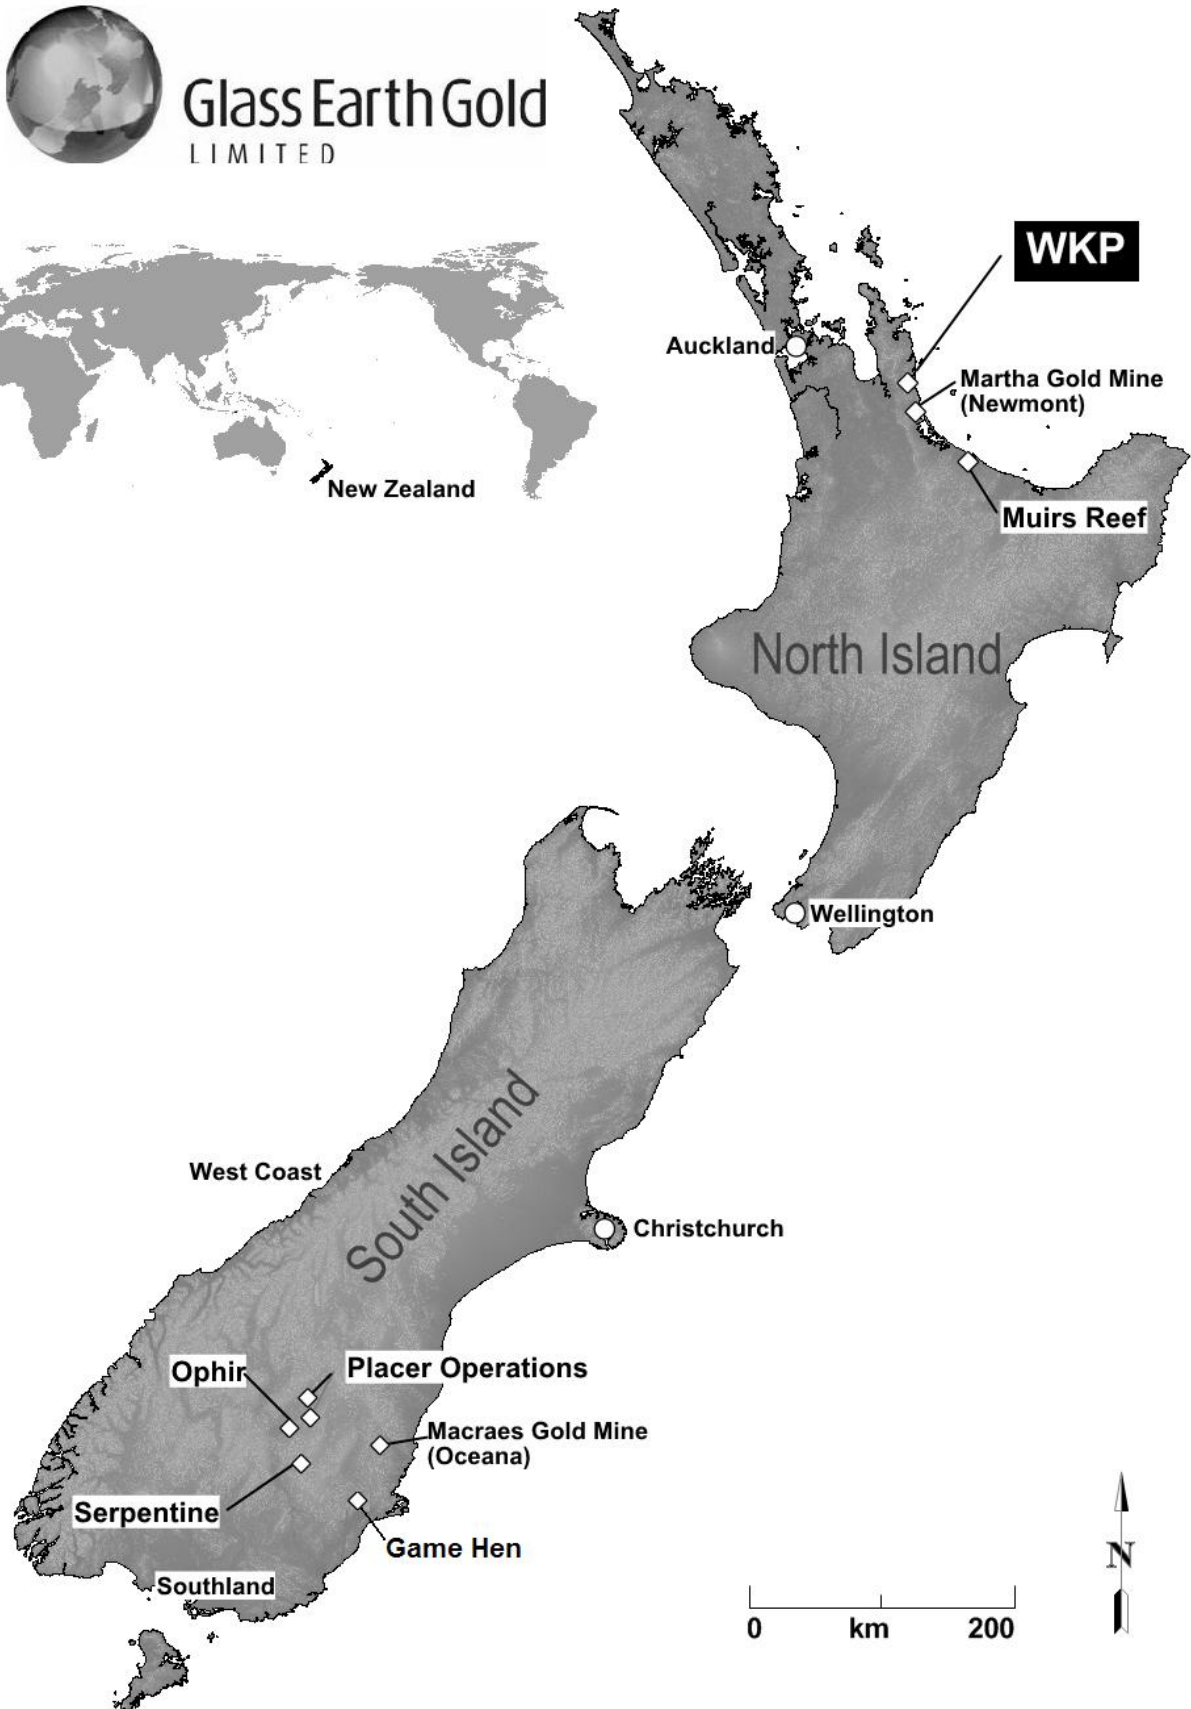 Glass Earth Gold
LIMITED
WKP
Auckland
Martha Gold Mine
(Newmont)
New Zealand
Muirs Reef
North Island
Wellington
South Island
West Coast
Christchurch
Ophir
Placer Operations
Macraes Gold Mine
(Oceana)
Serpentine
Game Hen
Southland
N
0 km 200